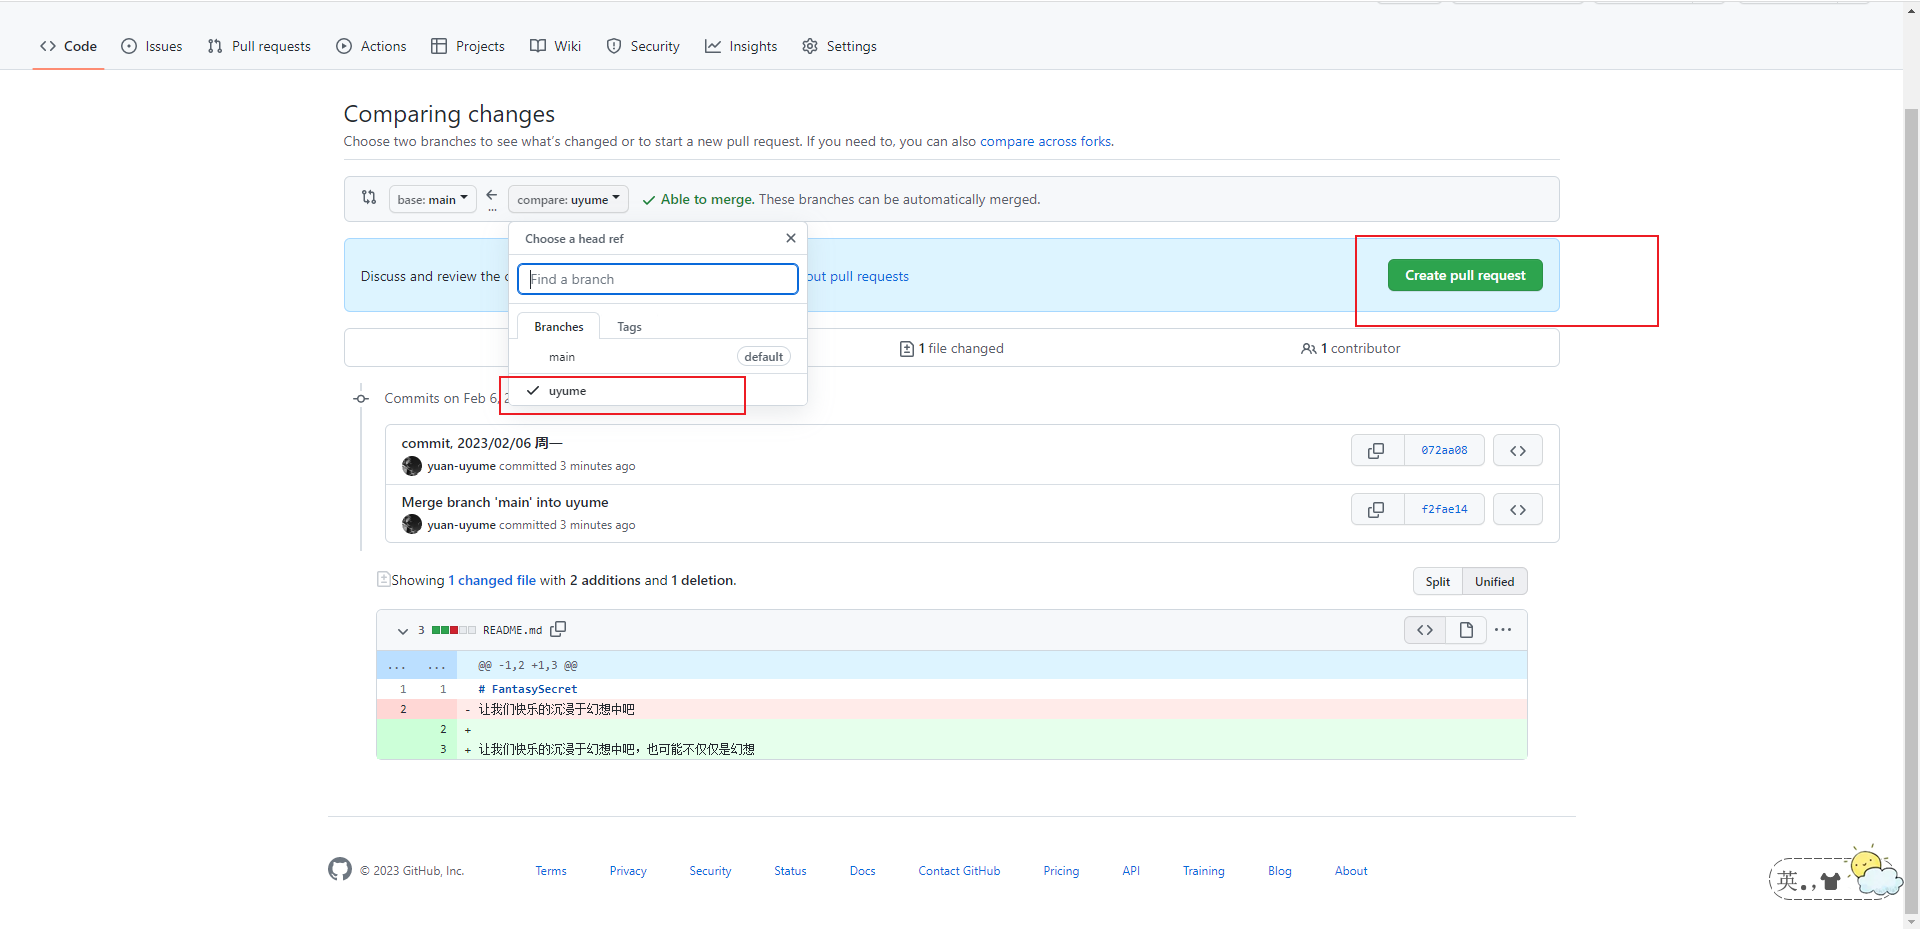 Code Issues Pull requests Actions Projects Wiki Security Insights Settings
Comparing changes
Choose two branches to see what's changed or to start a new pull request. If you need to, you can also compare across forks.
base: main ← ... compare: uyume ✓ Able to merge. These branches can be automatically merged.
Choose a head ref
Discuss and review the
out pull requests
Create pull request
Find a branch
Branches Tags
main default
1 file changed
1 contributor
✓ uyume
Commits on Feb 6,
commit, 2023/02/06 周一
yuan-uyume committed 3 minutes ago
072aa08
Merge branch 'main' into uyume
yuan-uyume committed 3 minutes ago
f2fae14
Showing 1 changed file with 2 additions and 1 deletion.
Split Unified
3 README.md
... ... @@ -1,2 +1,3 @@
1 1 # FantasySecret
2 - 让我们快乐的沉浸于幻想中吧
2 +
3 + 让我们快乐的沉浸于幻想中吧，也可能不仅仅是幻想
© 2023 GitHub, Inc. Terms Privacy Security Status Docs Contact GitHub Pricing API Training Blog About
英.,